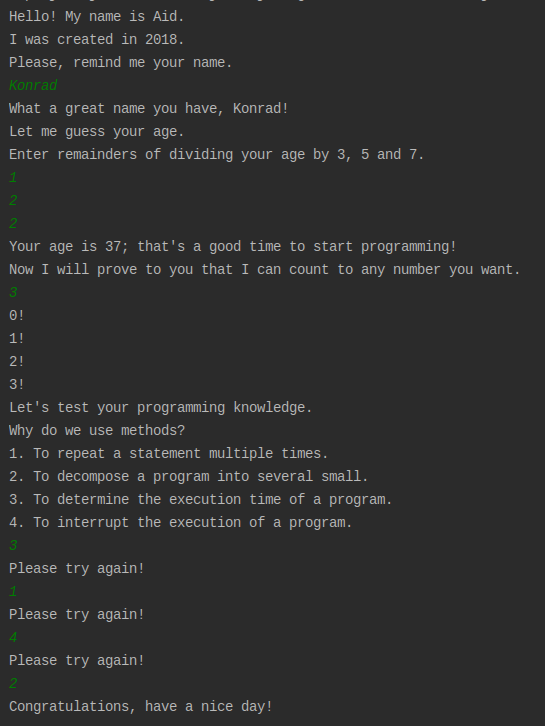 Hello! My name is Aid.
I was created in 2018.
Please, remind me your name.
Konrad
What a great name you have, Konrad!
Let me guess your age.
Enter remainders of dividing your age by 3, 5 and 7.
1
2
2
Your age is 37; that's a good time to start programming!
Now I will prove to you that I can count to any number you want.
3
0!
1!
2!
3!
Let's test your programming knowledge.
Why do we use methods?
1. To repeat a statement multiple times.
2. To decompose a program into several small.
3. To determine the execution time of a program.
4. To interrupt the execution of a program.
3
Please try again!
1
Please try again!
4
Please try again!
2
Congratulations, have a nice day!